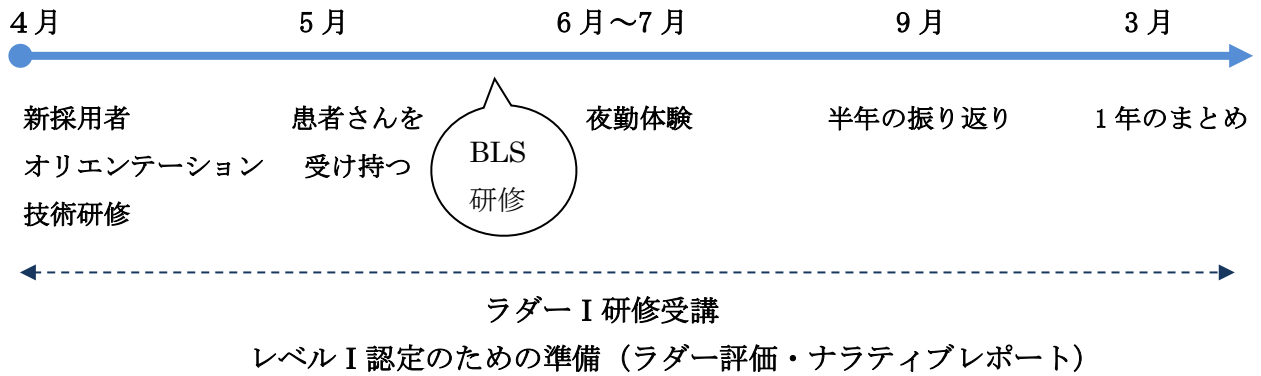 4月 5月 6月～7月 9月 3月
新採用者 患者さんを 夜勤体験 半年の振り返り 1年のまとめ
オリエンテーション 受け持つ
技術研修
BLS
研修
ラダーⅠ研修受講
レベルⅠ認定のための準備（ラダー評価・ナラティブレポート）